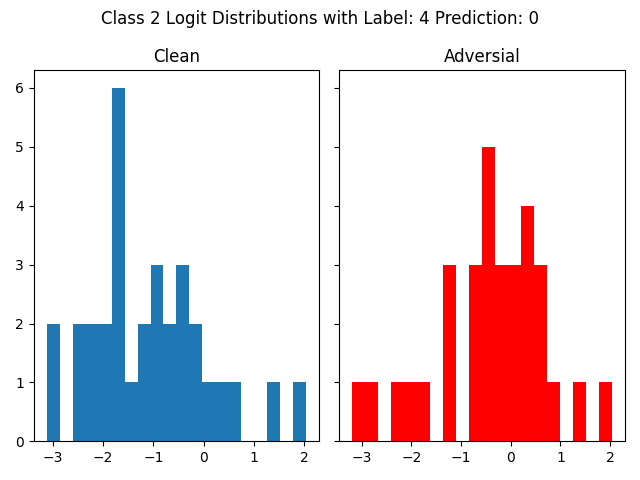 Class 2 Logit Distributions with Label: 4 Prediction: 0
Clean
Adversial
6
5
4
3
2
1
0
−3 −2 −1 0 1 2
−3 −2 −1 0 1 2